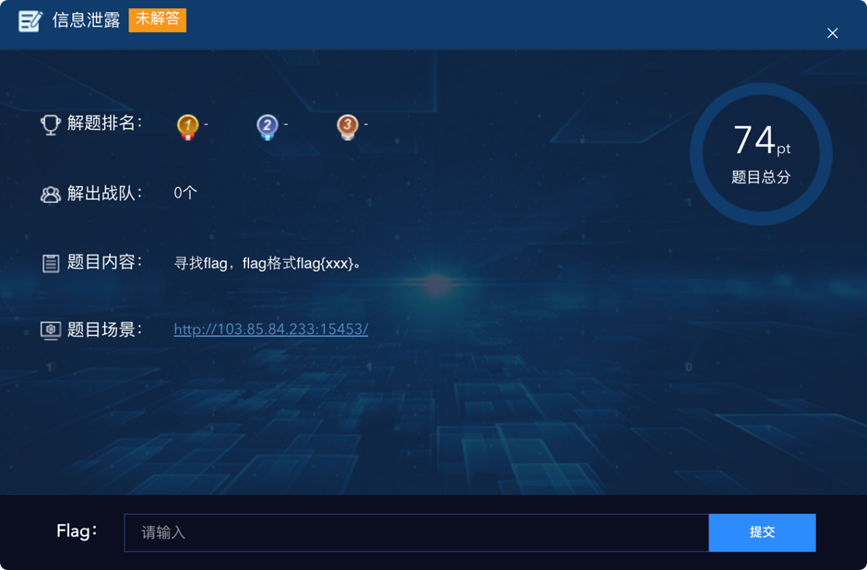 信息泄露 未解答
解题排名： 1 - 2 - 3 -
74pt
题目总分
解出战队： 0个
题目内容： 寻找flag，flag格式flag{xxx}。
题目场景： http://103.85.84.233:15453/
Flag： 请输入 提交